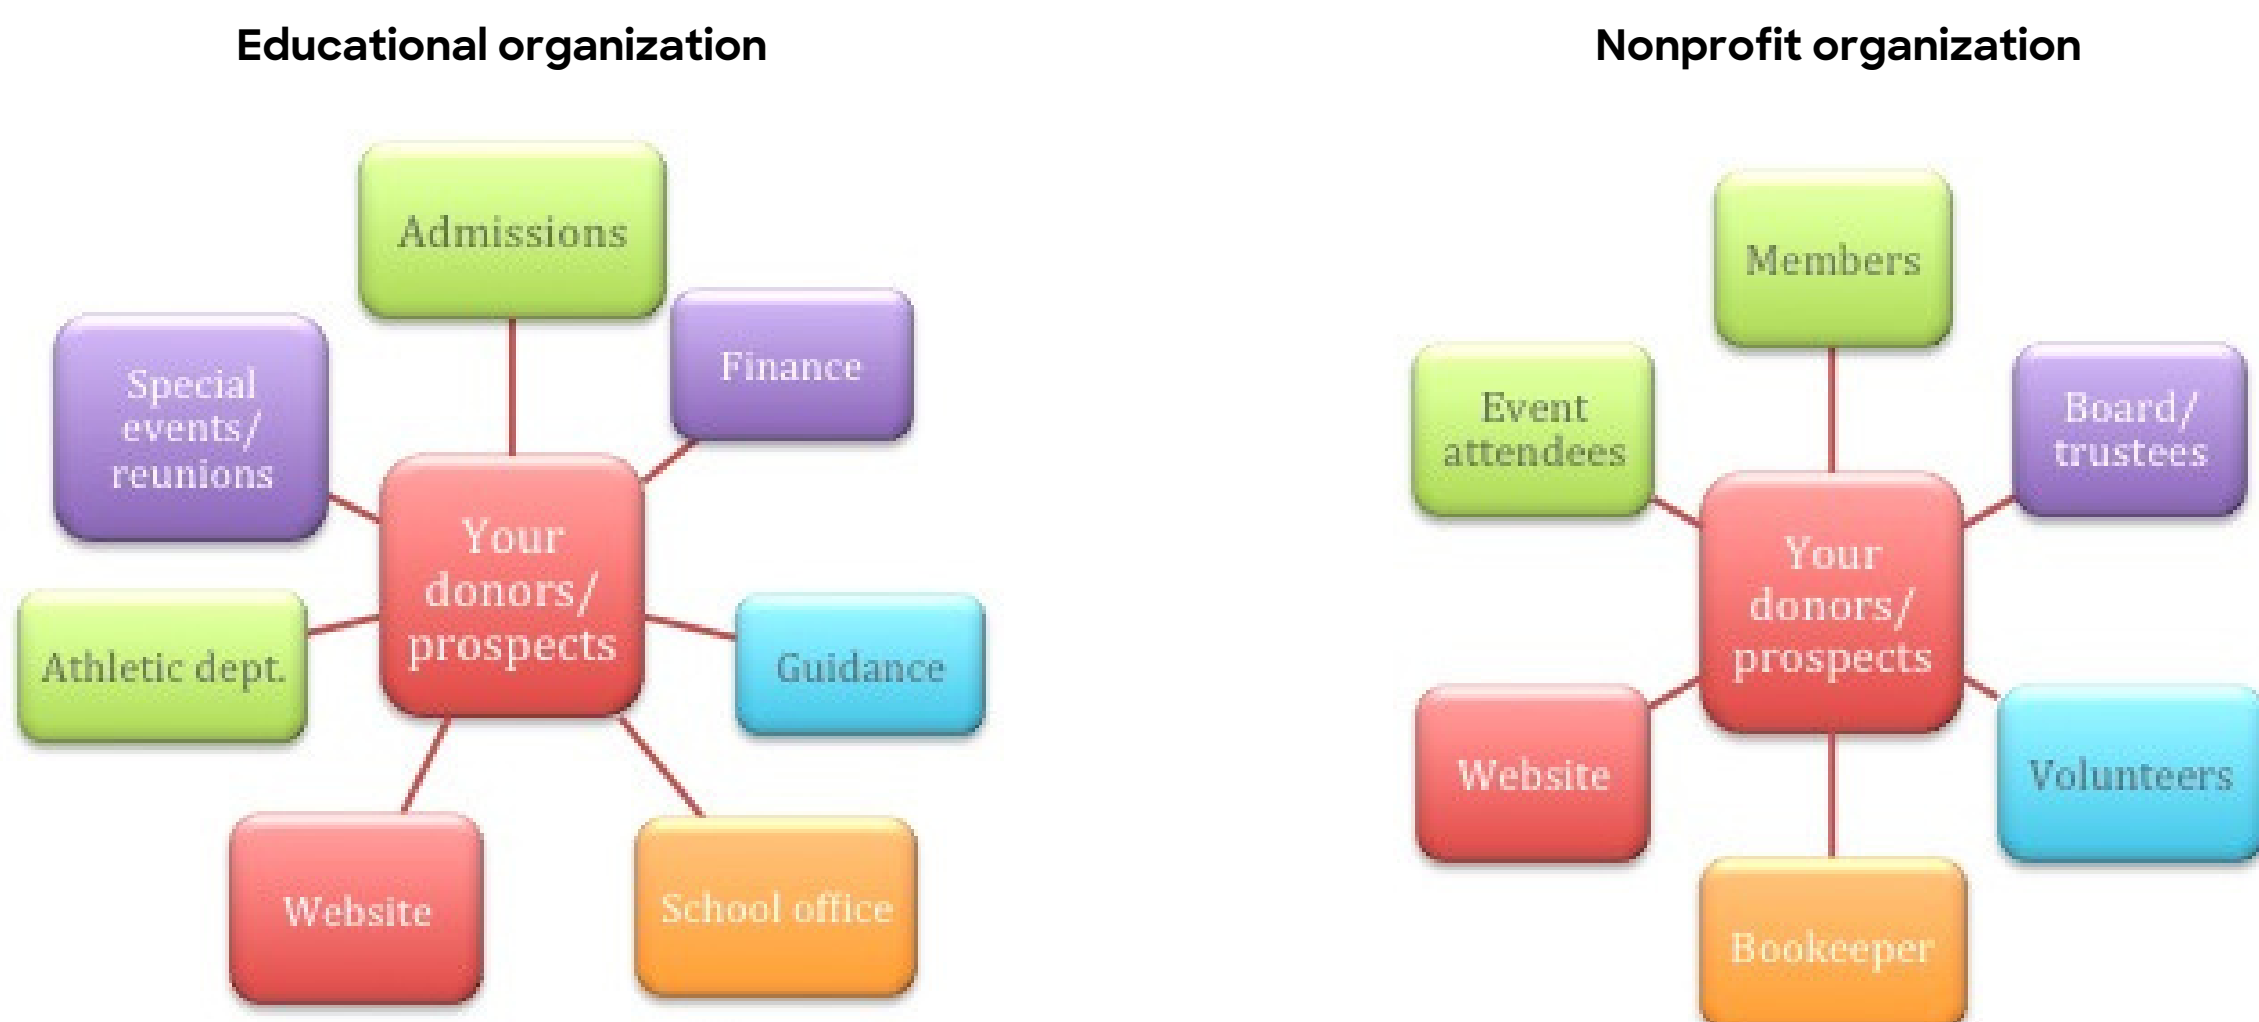 Educational organization
Admissions
Finance
Special
events/
reunions
Your
donors/
prospects
Athletic dept.
Guidance
Website
School office
Nonprofit organization
Members
Event
attendees
Board/
trustees
Your
donors/
prospects
Website
Volunteers
Bookeeper